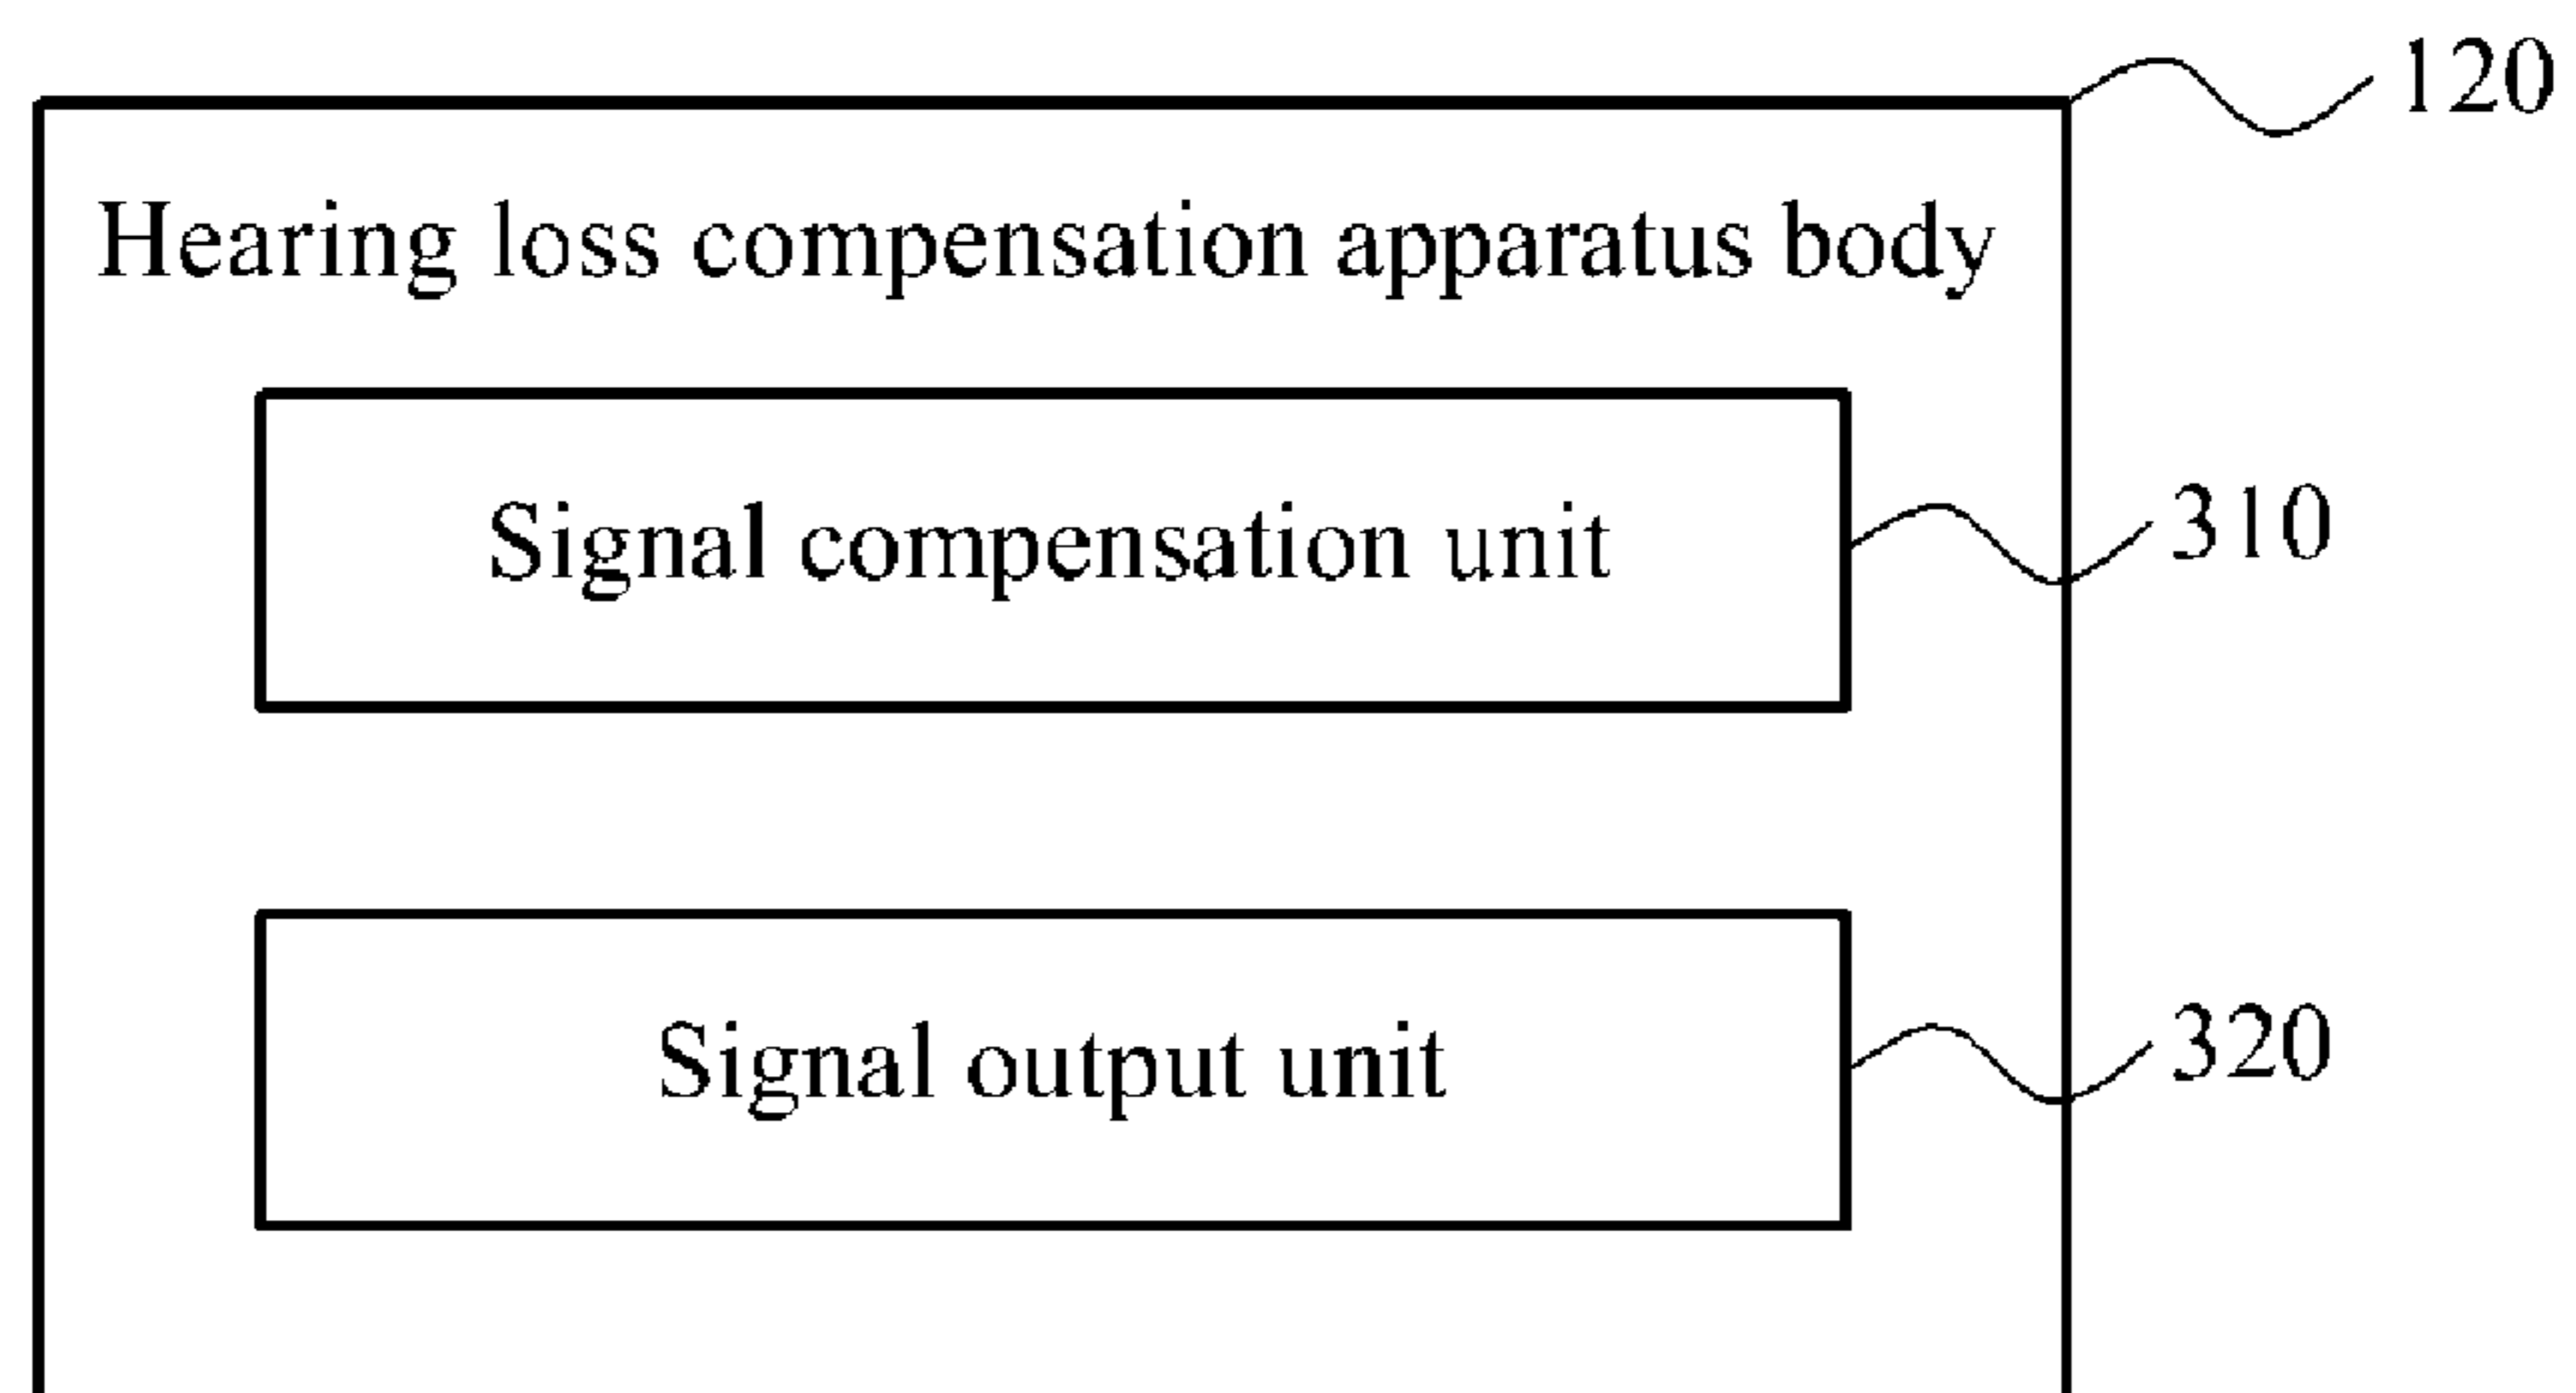 120
Hearing loss compensation apparatus body
Signal compensation unit
310
Signal output unit
320